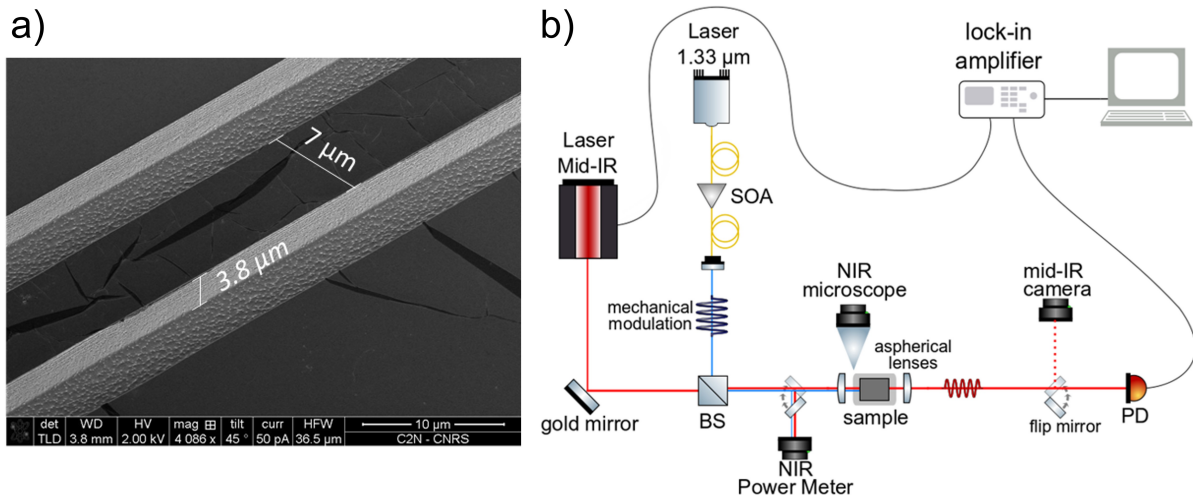 a)
7 μm
3.8 μm
det WD HV mag ⊞ tilt curr HFW 10 μm
TLD 3.8 mm 2.00 kV 4 086 x 45 ° 50 pA 36.5 μm C2N - CNRS
b)
Laser
1.33 μm
lock-in
amplifier
Laser
Mid-IR
SOA
mechanical
modulation
NIR
microscope
mid-IR
camera
aspherical
lenses
gold mirror
BS
sample
flip mirror
PD
NIR
Power Meter